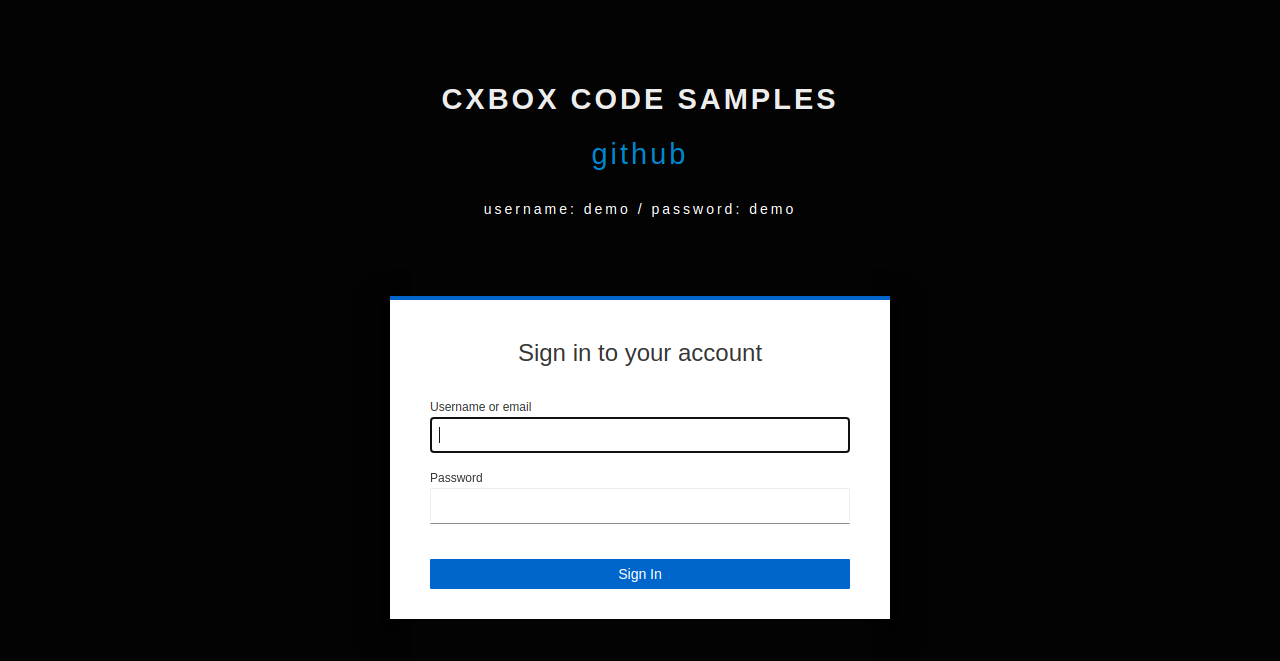 CXBOX CODE SAMPLES
github
username: demo / password: demo
Sign in to your account
Username or email
Password
Sign In